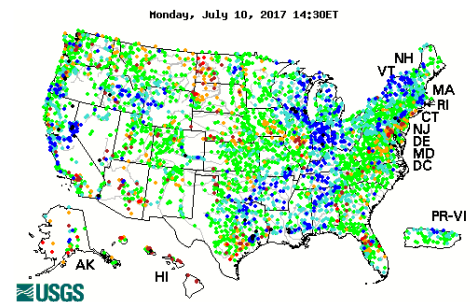 Monday, July 10, 2017 14:30ET
NH
VT
MA
RI
CT
NJ
DE
MD
DC
PR-VI
AK
HI
USGS